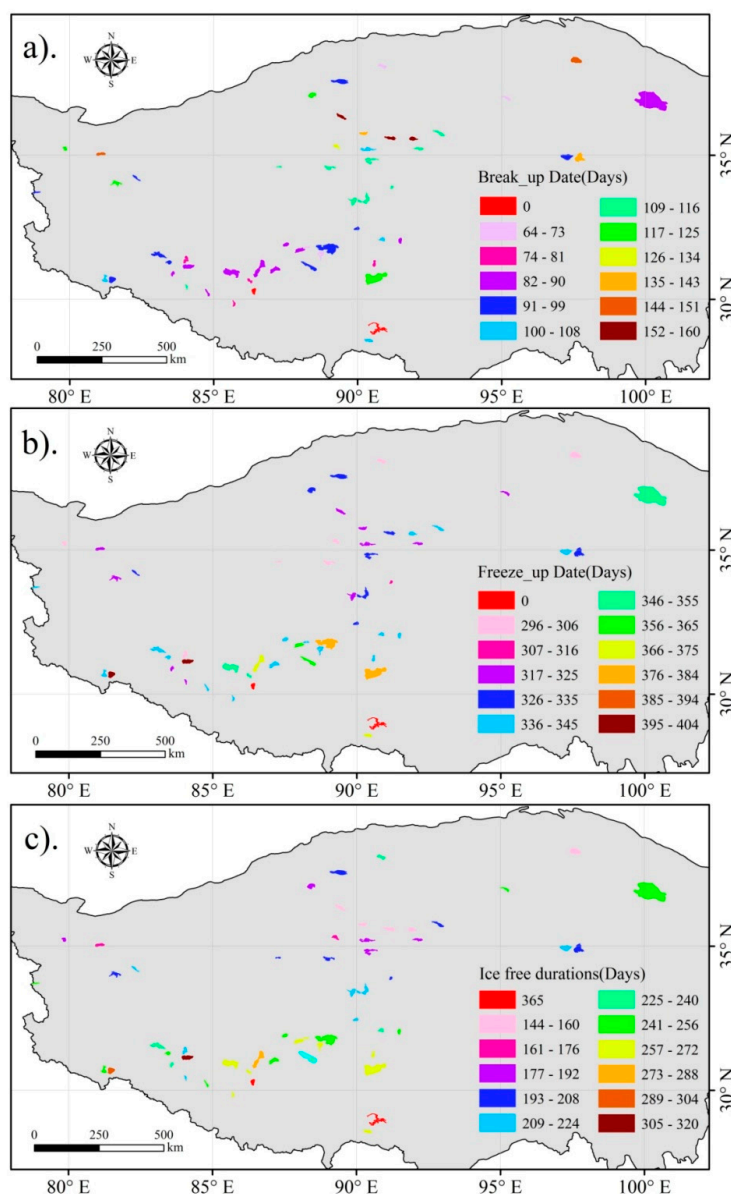 a).
N
W E
S
35° N
30° N
Break_up Date(Days)
0
64 - 73
74 - 81
82 - 90
91 - 99
100 - 108
109 - 116
117 - 125
126 - 134
135 - 143
144 - 151
152 - 160
0 250 500
km
80° E 85° E 90° E 95° E 100° E
b).
N
W E
S
35° N
30° N
Freeze_up Date(Days)
0
296 - 306
307 - 316
317 - 325
326 - 335
336 - 345
346 - 355
356 - 365
366 - 375
376 - 384
385 - 394
395 - 404
0 250 500
km
80° E 85° E 90° E 95° E 100° E
c).
N
W E
S
35° N
30° N
Ice free durations(Days)
365
144 - 160
161 - 176
177 - 192
193 - 208
209 - 224
225 - 240
241 - 256
257 - 272
273 - 288
289 - 304
305 - 320
0 250 500
km
80° E 85° E 90° E 95° E 100° E